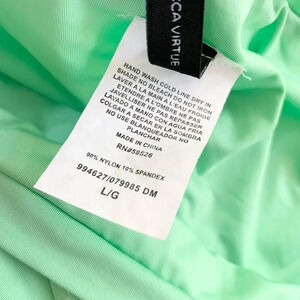 CCA VIRTUE
HAND WASH COLD LINE DRY IN
SHADE NO BLEACH DO NOT IRON
LAVER A LA MAIN A L'EAU FROIDE
ETENDRE A L'OMBRE NE PAS
JAVELLISER NE PAS REPASSER
LAVADO A MANO CON AGUA FRIA
COLGAR A SECAR EN LA SOMBRA
NO USE BLANQUEADOR NO
PLANCHAR
MADE IN CHINA
RN#59526
90% NYLON 10% SPANDEX
994627/079985 DM
L/G